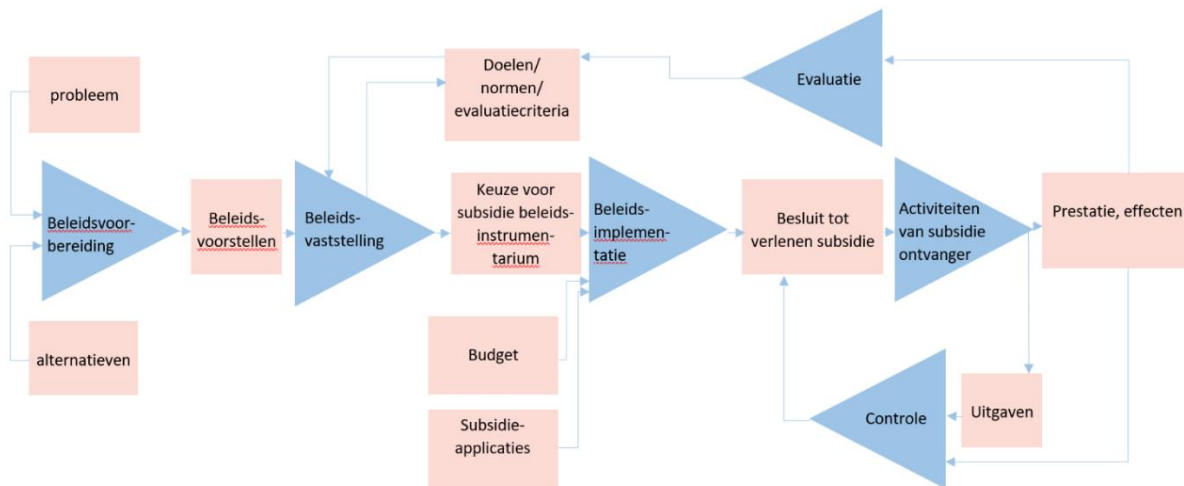 probleem
alternatieven
Beleidsvoor-
bereiding
Beleids-
voorstellen
Beleids-
vaststelling
Doelen/
normen/
evaluatiecriteria
Keuze voor
subsidie beleids-
instrumen-
tarium
Budget
Subsidie-
applicaties
Beleids-
implemen-
tatie
Besluit tot
verlenen subsidie
Activiteiten
van subsidie
ontvanger
Prestatie, effecten
Evaluatie
Uitgaven
Controle